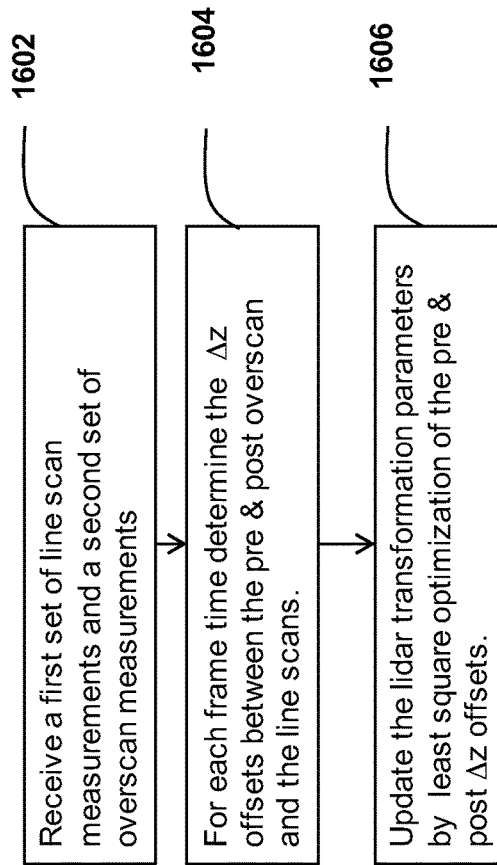 Receive a first set of line scan
measurements and a second set of
overscan measurements
1602
For each frame time determine the Δz
offsets between the pre & post overscan
and the line scans.
1604
Update the lidar transformation parameters
by least square optimization of the pre &
post Δz offsets.
1606